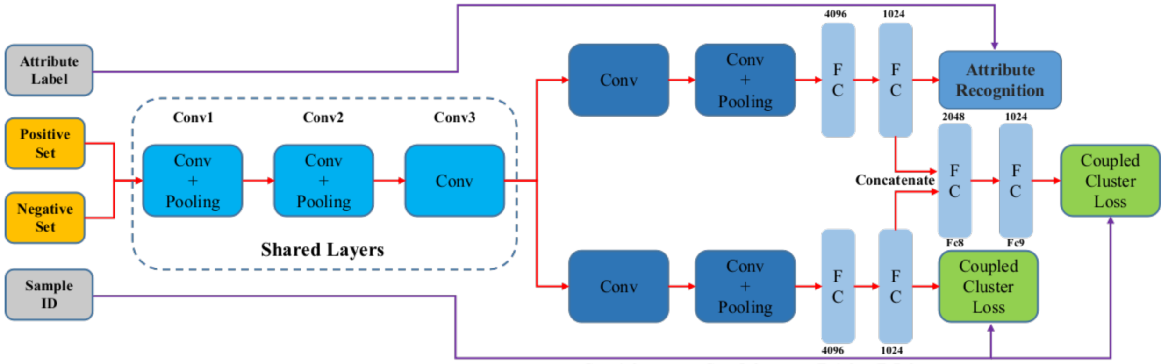 4096
1024
Attribute
Label
Conv
Conv
+
Pooling
F
C
F
C
Attribute
Recognition
Positive
Set
Negative
Set
Conv1
Conv2
Conv3
Conv
+
Pooling
Conv
+
Pooling
Conv
Shared Layers
2048
1024
Concatenate
F
C
F
C
Fc8
Fc9
Coupled
Cluster
Loss
Sample
ID
Conv
Conv
+
Pooling
F
C
F
C
Coupled
Cluster
Loss
4096
1024